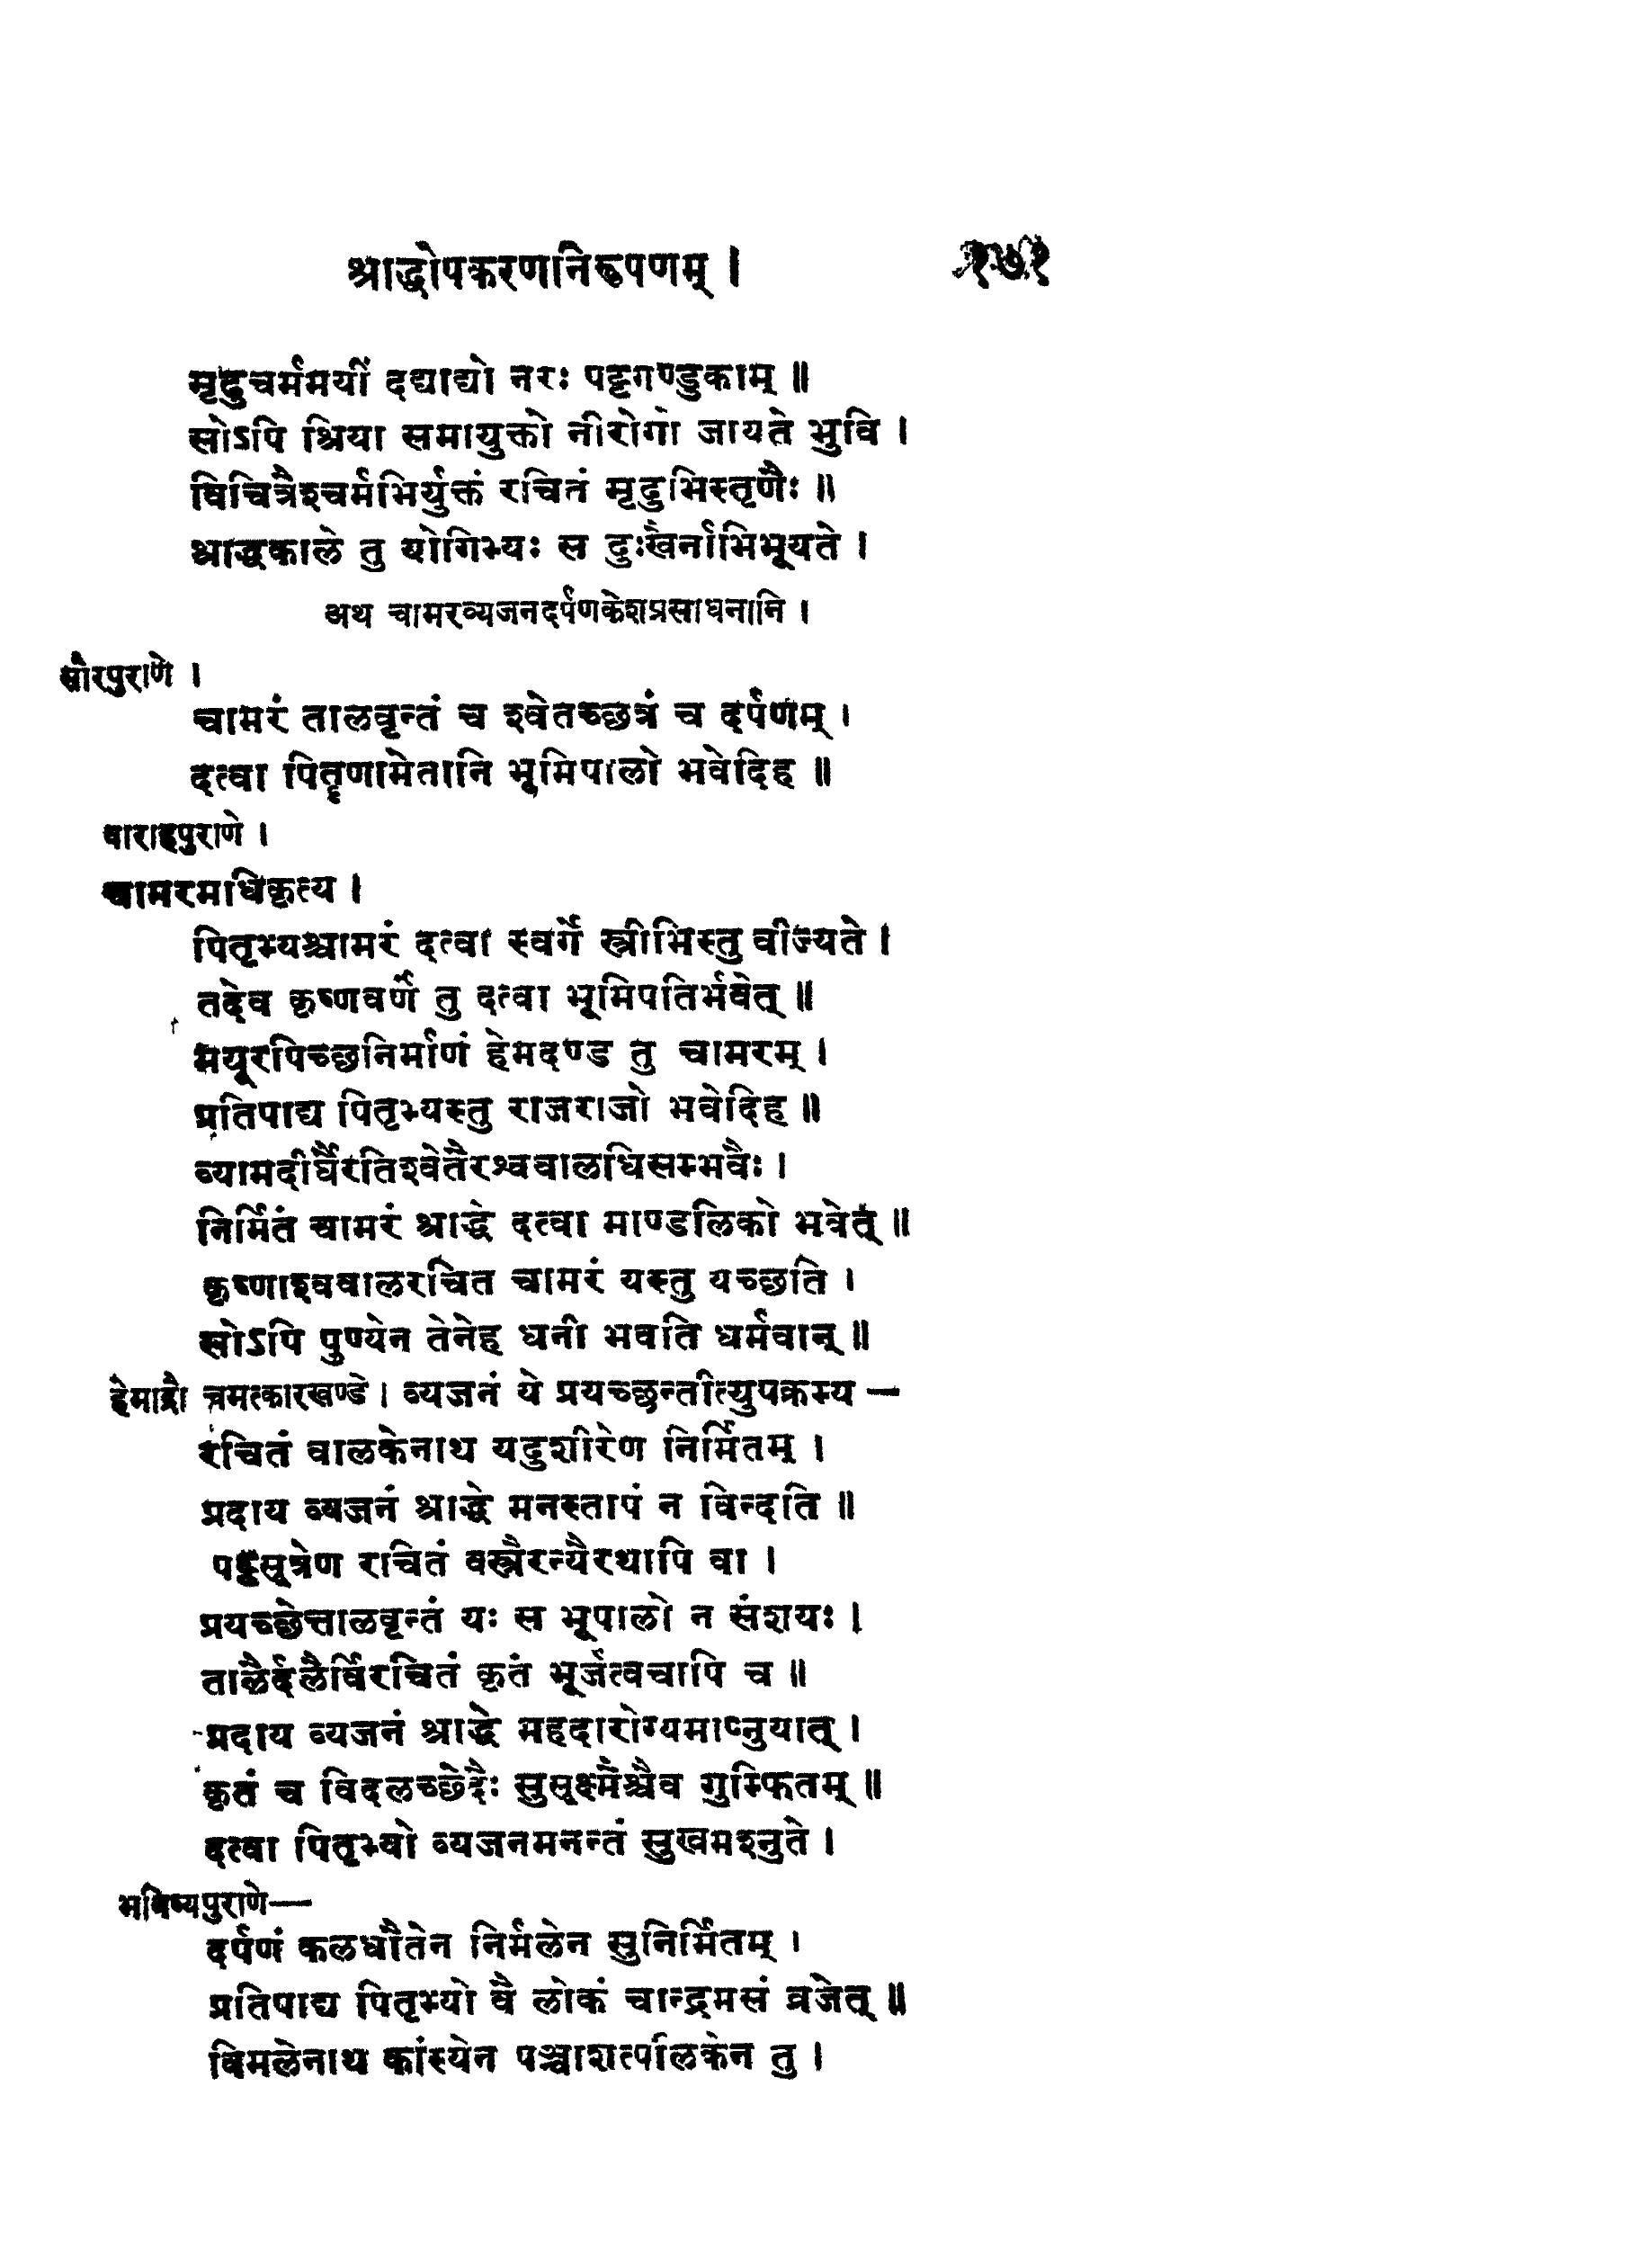 श्राद्धोपकरणनिरूपणम् । १७१
मृदुचर्ममयीं दद्याद्यो नरः पट्टगण्डुकाम् ॥
सोऽपि श्रिया समायुक्तो नीरोगो जायते भुवि ।
विचित्रैश्चर्मभिर्युक्तं रचितं मृदुभिस्तृणैः ॥
श्राद्धकाले तु योगिभ्यः स दुःखैर्नाभिभूयते ।
अथ चामरव्यजनदर्पणकेशप्रसाधनानि ।
सौरपुराणे ।
चामरं तालवृन्तं च श्वेतच्छत्रं च दर्पणम् ।
दत्वा पितॄणामेतानि भूमिपालो भवेदिह ॥
वाराहपुराणे ।
चामरमधिकृत्य ।
पितृभ्यश्चामरं दत्वा स्वर्गे स्त्रीभिस्तु वीज्यते ।
तदेव कृष्णवर्णं तु दत्वा भूमिपतिर्भवेत् ॥
मयूरपिच्छनिर्माणं हेमदण्ड तु चामरम् ।
प्रतिपाद्य पितृभ्यस्तु राजराजो भवेदिह ॥
व्यामदीर्घैरतिश्वेतैरश्ववालधिसम्भवैः ।
निर्मितं चामरं श्राद्धे दत्वा माण्डलिको भवेत् ॥
कृष्णाश्ववालरचित चामरं यस्तु यच्छति ।
सोऽपि पुण्येन तेनेह धनी भवति धर्मवान् ॥
हेमाद्रौ चमत्कारखण्डे । व्यजनं ये प्रयच्छन्तीत्युपक्रम्य —
रचितं वालकेनाथ यदुशीरेण निर्मितम् ।
प्रदाय व्यजनं श्राद्धे मनस्तापं न विन्दति ॥
पट्टसूत्रेण रचितं वस्त्रैरन्यैरथापि वा ।
प्रयच्छेत्तालवृन्तं यः स भूपालो न संशयः ।
तालैर्दलैर्विरचितं कृतं भूर्जत्वचापि च ॥
प्रदाय व्यजनं श्राद्धे महदारोग्यमाप्नुयात् ।
कृतं च विदलच्छेदैः सुसूक्ष्मैश्चैव गुम्फितम् ॥
दत्वा पितृभ्यो व्यजनमनन्तं सुखमश्नुते ।
भविष्यपुराणे—
दर्पणं कलधौतेन निर्मलेन सुनिर्मितम् ।
प्रतिपाद्य पितृभ्यो वै लोकं चान्द्रमसं व्रजेत् ॥
विमलेनाथ कांस्येन पञ्चाशत्पलिकेन तु ।